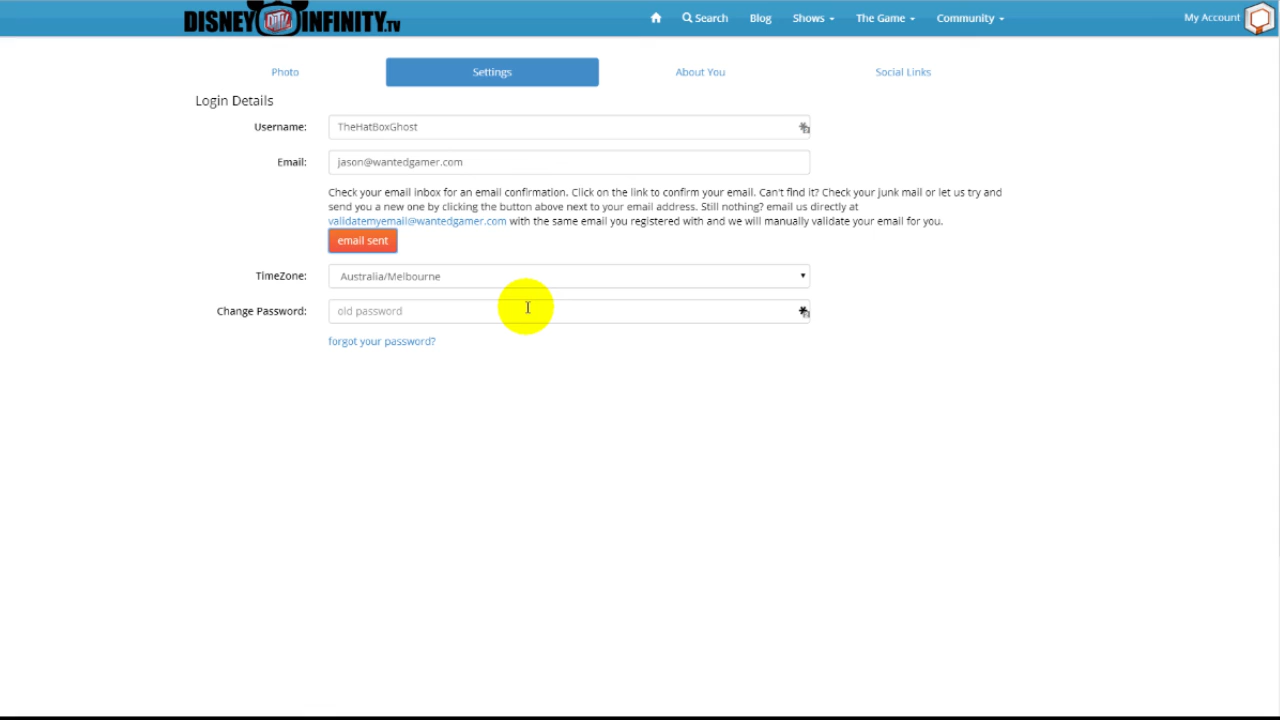 DISNEY INFINITY.TV
Search Blog Shows The Game Community My Account
Photo Settings About You Social Links
Login Details
Username: TheHatBoxGhost
Email: jason@wantedgamer.com
Check your email inbox for an email confirmation. Click on the link to confirm your email. Can't find it? Check your junk mail or let us try and
send you a new one by clicking the button above next to your email address. Still nothing? email us directly at
validatemyemail@wantedgamer.com with the same email you registered with and we will manually validate your email for you.
email sent
TimeZone: Australia/Melbourne
Change Password: old password
forgot your password?